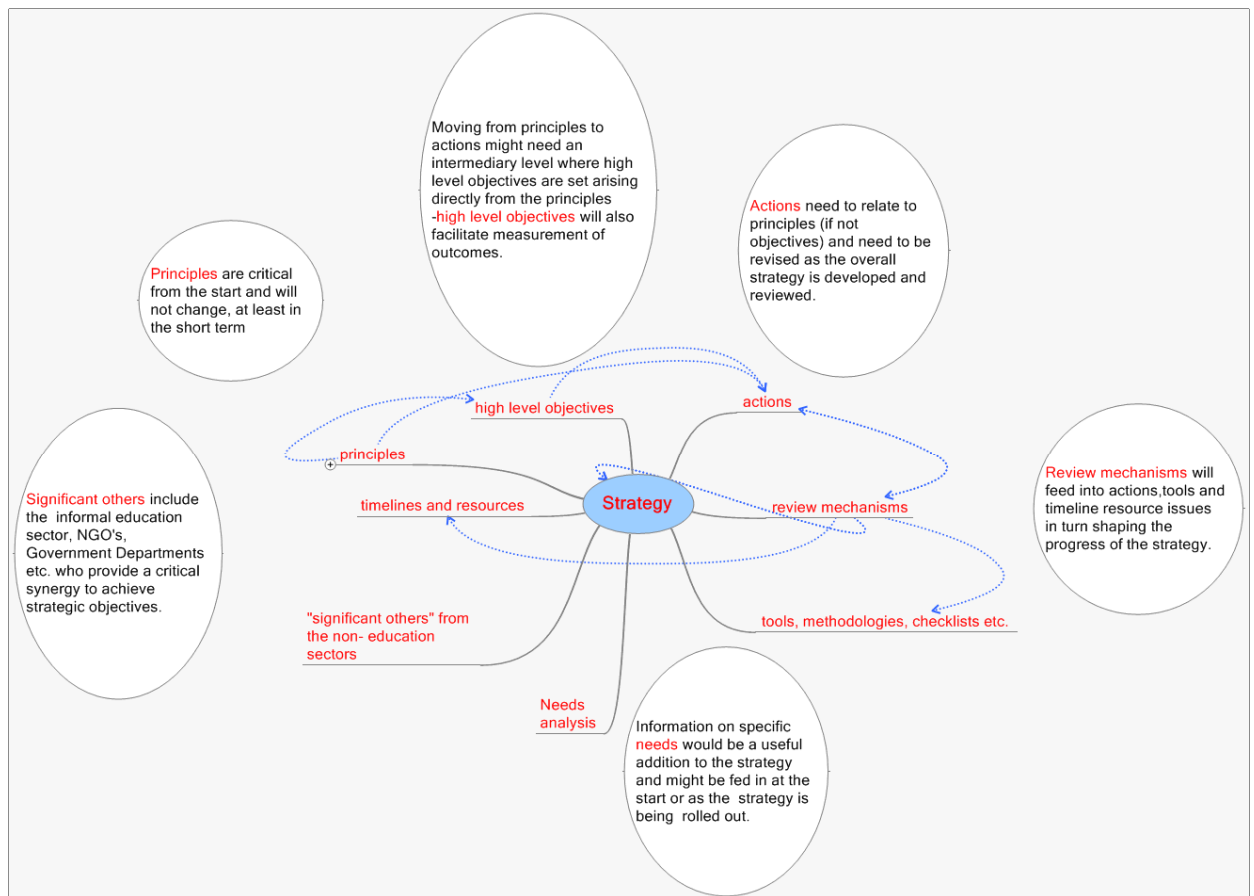 Moving from principles to
actions might need an
intermediary level where high
level objectives are set arising
directly from the principles
-high level objectives will also
facilitate measurement of
outcomes.
Actions need to relate to
principles (if not
objectives) and need to be
revised as the overall
strategy is developed and
reviewed.
Principles are critical
from the start and will
not change, at least in
the short term
high level objectives
actions
principles
Significant others include
the informal education
sector, NGO's,
Government Departments
etc. who provide a critical
synergy to achieve
strategic objectives.
timelines and resources
Strategy
review mechanisms
Review mechanisms will
feed into actions,tools and
timeline resource issues
in turn shaping the
progress of the strategy.
"significant others" from
the non- education
sectors
tools, methodologies, checklists etc.
Needs
analysis
Information on specific
needs would be a useful
addition to the strategy
and might be fed in at the
start or as the strategy is
being rolled out.